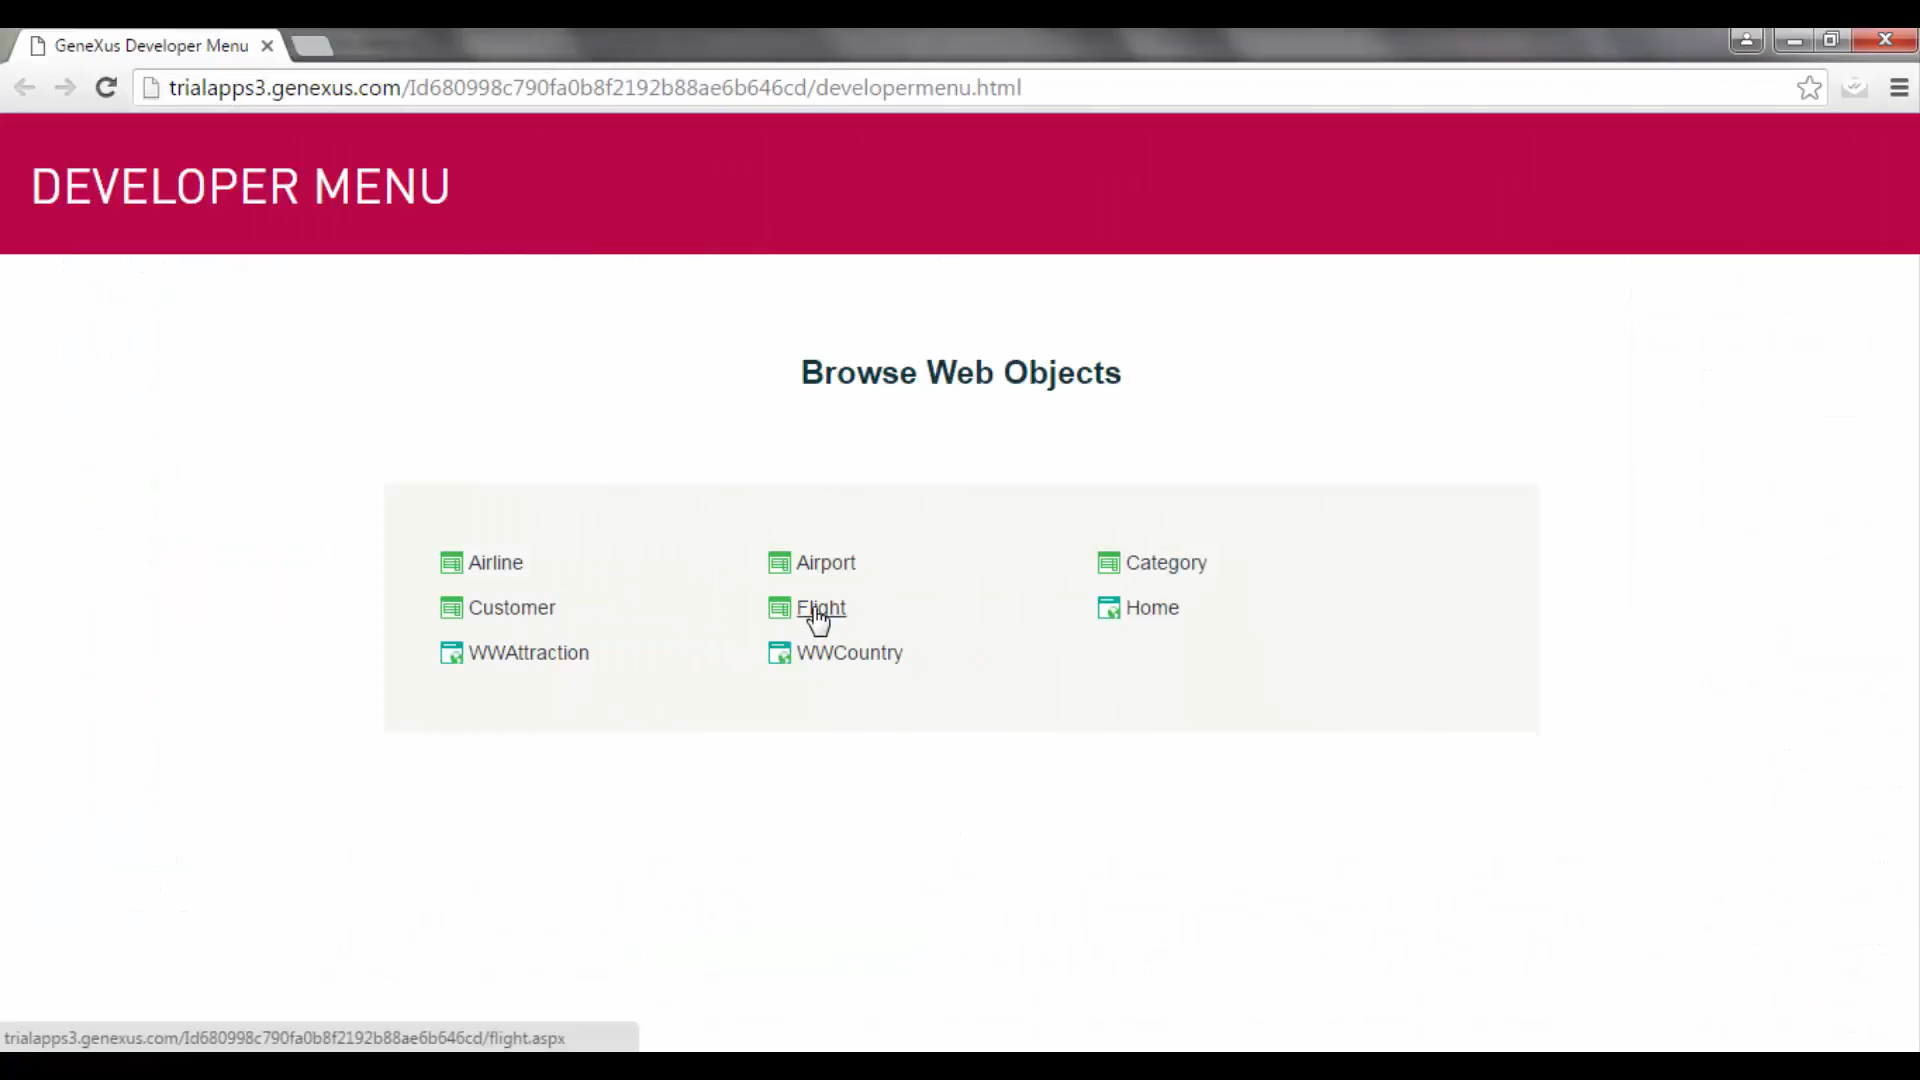 GeneXus Developer Menu
trialapps3.genexus.com/Id680998c790fa0b8f2192b88ae6b646cd/developermenu.html
DEVELOPER MENU
Browse Web Objects
Airline Airport Category
Customer Flight Home
WWAttraction WWCountry
trialapps3.genexus.com/Id680998c790fa0b8f2192b88ae6b646cd/flight.aspx